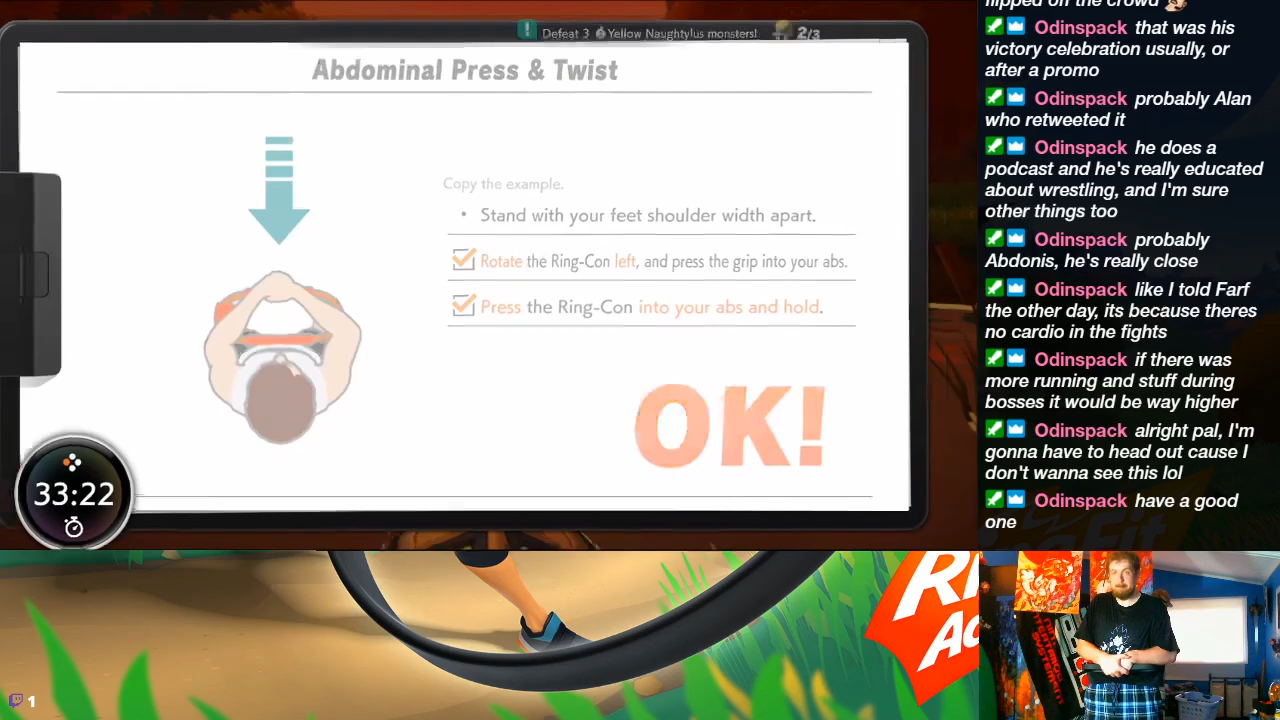 Defeat 3 Yellow Naughtylus monsters! 2/3
Abdominal Press & Twist
Copy the example.
• Stand with your feet shoulder width apart.
Rotate the Ring-Con left, and press the grip into your abs.
Press the Ring-Con into your abs and hold.
OK!
33:22
1
flipped off the crowd
Odinspack that was his
victory celebration usually, or
after a promo
Odinspack probably Alan
who retweeted it
Odinspack he does a
podcast and he's really educated
about wrestling, and I'm sure
other things too
Odinspack probably
Abdonis, he's really close
Odinspack like I told Farf
the other day, its because theres
no cardio in the fights
Odinspack if there was
more running and stuff during
bosses it would be way higher
Odinspack alright pal, I'm
gonna have to head out cause I
don't wanna see this lol
Odinspack have a good
one